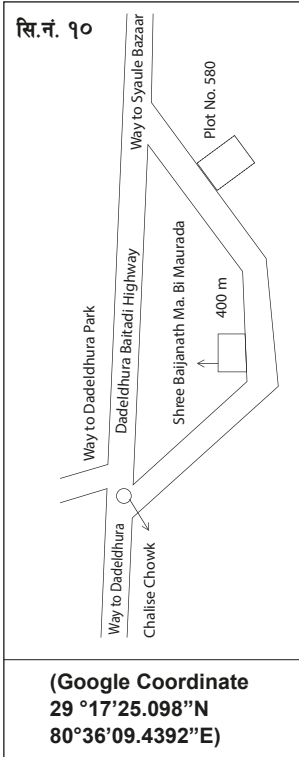 सि.नं. १०
Way to Syaule Bazaar
Plot No. 580
Way to Dadeldhura Park
Dadeldhura Baitadi Highway
Shree Baijanath Ma. Bi Maurada
400 m
Way to Dadeldhura
Chalise Chowk
(Google Coordinate
29 °17'25.098”N
80°36’09.4392”E)